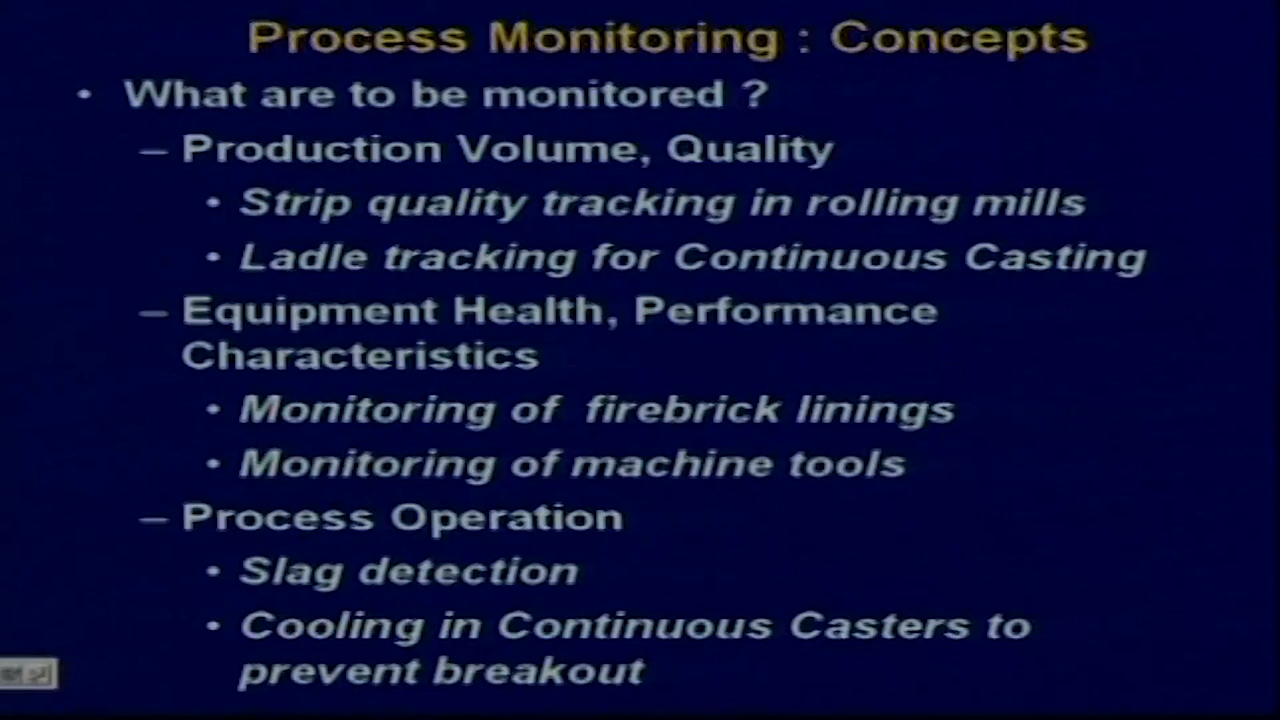 Process Monitoring : Concepts
• What are to be monitored ?
– Production Volume, Quality
• Strip quality tracking in rolling mills
• Ladle tracking for Continuous Casting
– Equipment Health, Performance
Characteristics
• Monitoring of firebrick linings
• Monitoring of machine tools
– Process Operation
• Slag detection
• Cooling in Continuous Casters to
prevent breakout